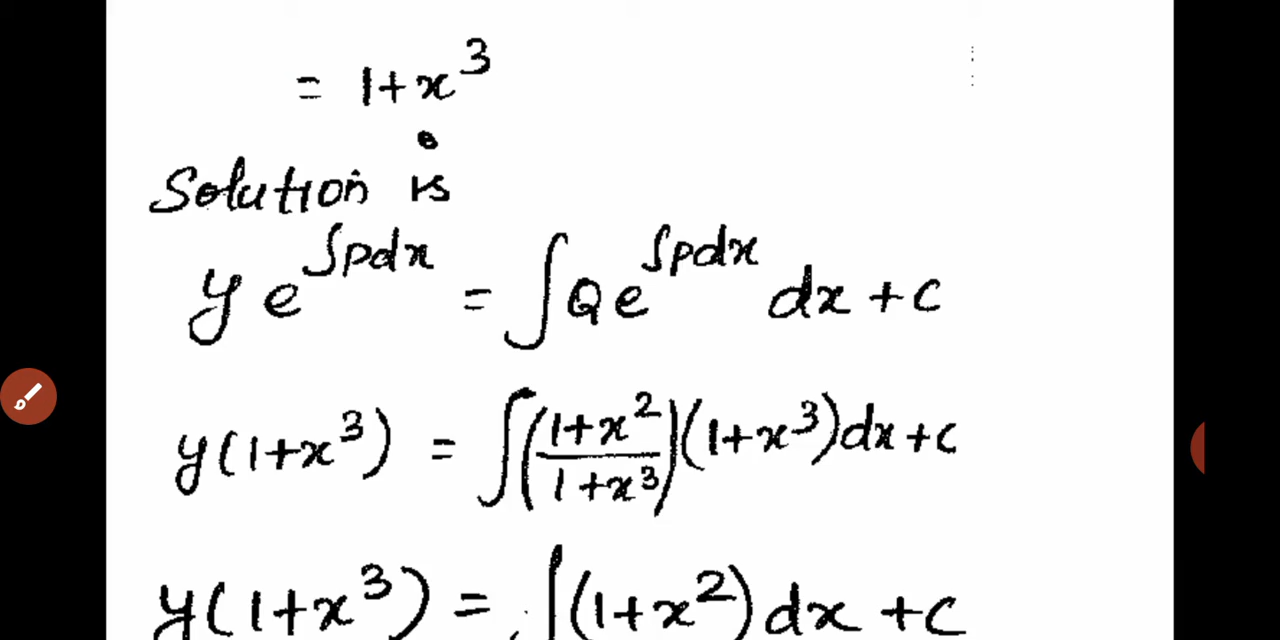 = 1+x³
Solution is
y e^∫pdx = ∫Q e^∫pdx dx + c
y(1+x³) = ∫((1+x²)/(1+x³))(1+x³)dx+c
y(1+x³) = ∫(1+x²)dx +c